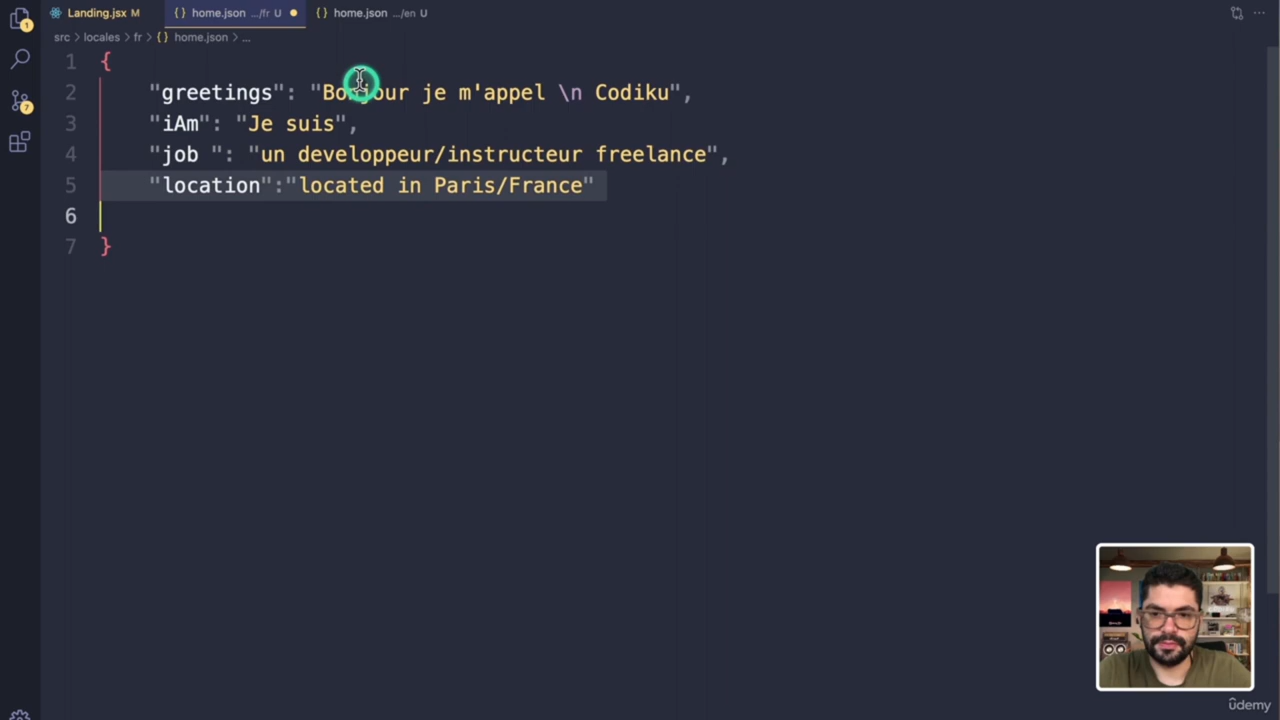 Landing.jsx M
{ } home.json .../fr U
{ } home.json .../en U
src > locales > fr > { } home.json > ...
1 {
2 "greetings": "Bonjour je m'appel \n Codiku",
3 "iAm": "Je suis",
4 "job ": "un developpeur/instructeur freelance",
5 "location":"located in Paris/France"
6
7 }
1
7
ûdemy